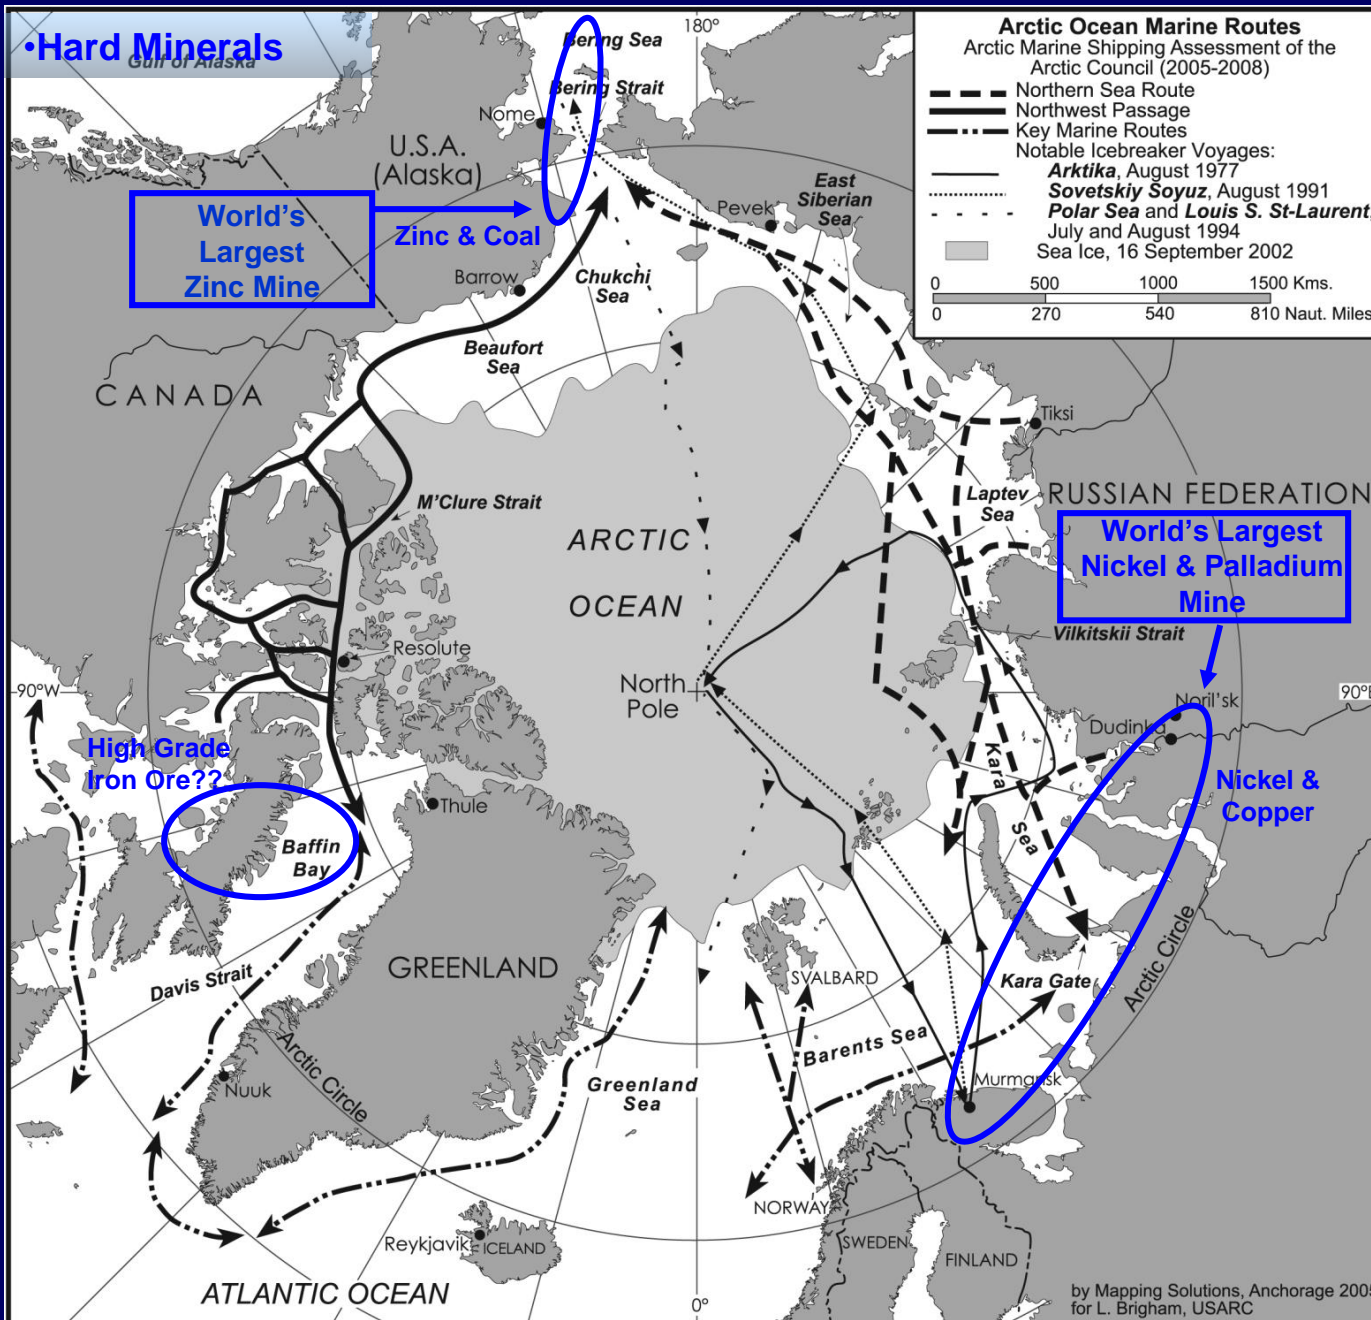 •Hard Minerals
Gulf of Alaska
Bering Sea
180°
Bering Strait
Nome
U.S.A.
(Alaska)
Arctic Ocean Marine Routes
Arctic Marine Shipping Assessment of the
Arctic Council (2005-2008)
Northern Sea Route
Northwest Passage
Key Marine Routes
Notable Icebreaker Voyages:
Arktika, August 1977
Sovetskiy Soyuz, August 1991
Polar Sea and Louis S. St-Laurent,
July and August 1994
Sea Ice, 16 September 2002
0 500 1000 1500 Kms.
0 270 540 810 Naut. Miles
World's
Largest
Zinc Mine
Zinc & Coal
East
Siberian
Sea
Pevek
Barrow
Chukchi
Sea
Beaufort
Sea
CANADA
Tiksi
M'Clure Strait
Laptev
Sea
RUSSIAN FEDERATION
World's Largest
Nickel & Palladium
Mine
ARCTIC
OCEAN
Vilkitskii Strait
Resolute
North
Pole
90°W
90°E
Noril'sk
Dudinka
High Grade
Iron Ore??
Kara
Sea
Nickel &
Copper
Thule
Baffin
Bay
Davis Strait
GREENLAND
SVALBARD
Kara Gate
Arctic Circle
Barents Sea
Murmansk
Nuuk
Arctic Circle
Greenland
Sea
NORWAY
Reykjavik
ICELAND
SWEDEN
FINLAND
ATLANTIC OCEAN
0°
by Mapping Solutions, Anchorage 2005
for L. Brigham, USARC